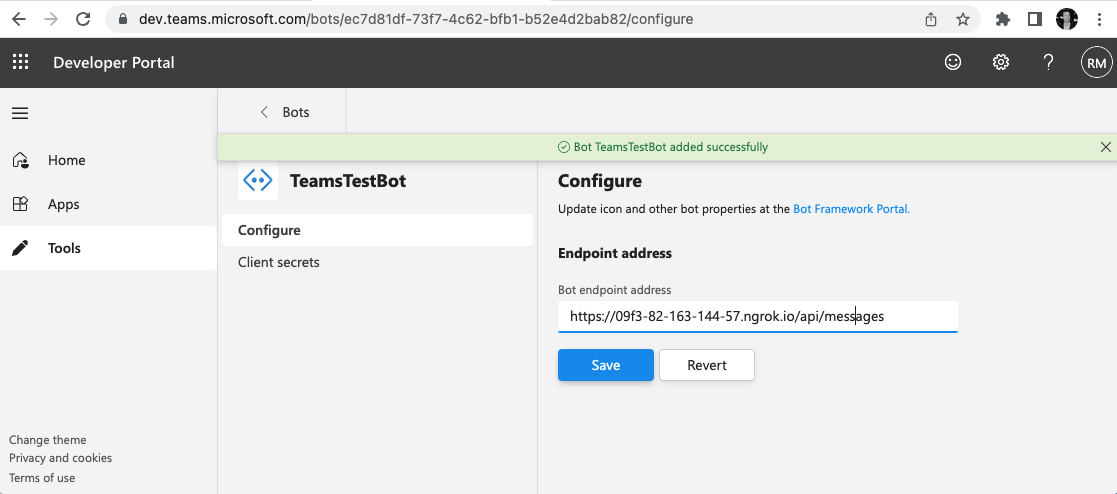 dev.teams.microsoft.com/bots/ec7d81df-73f7-4c62-bfb1-b52e4d2bab82/configure
Developer Portal
?
RM
Bots
Bot TeamsTestBot added successfully
Home
Apps
Tools
TeamsTestBot
Configure
Client secrets
Configure
Update icon and other bot properties at the Bot Framework Portal.
Endpoint address
Bot endpoint address
https://09f3-82-163-144-57.ngrok.io/api/messages
Save
Revert
Change theme
Privacy and cookies
Terms of use